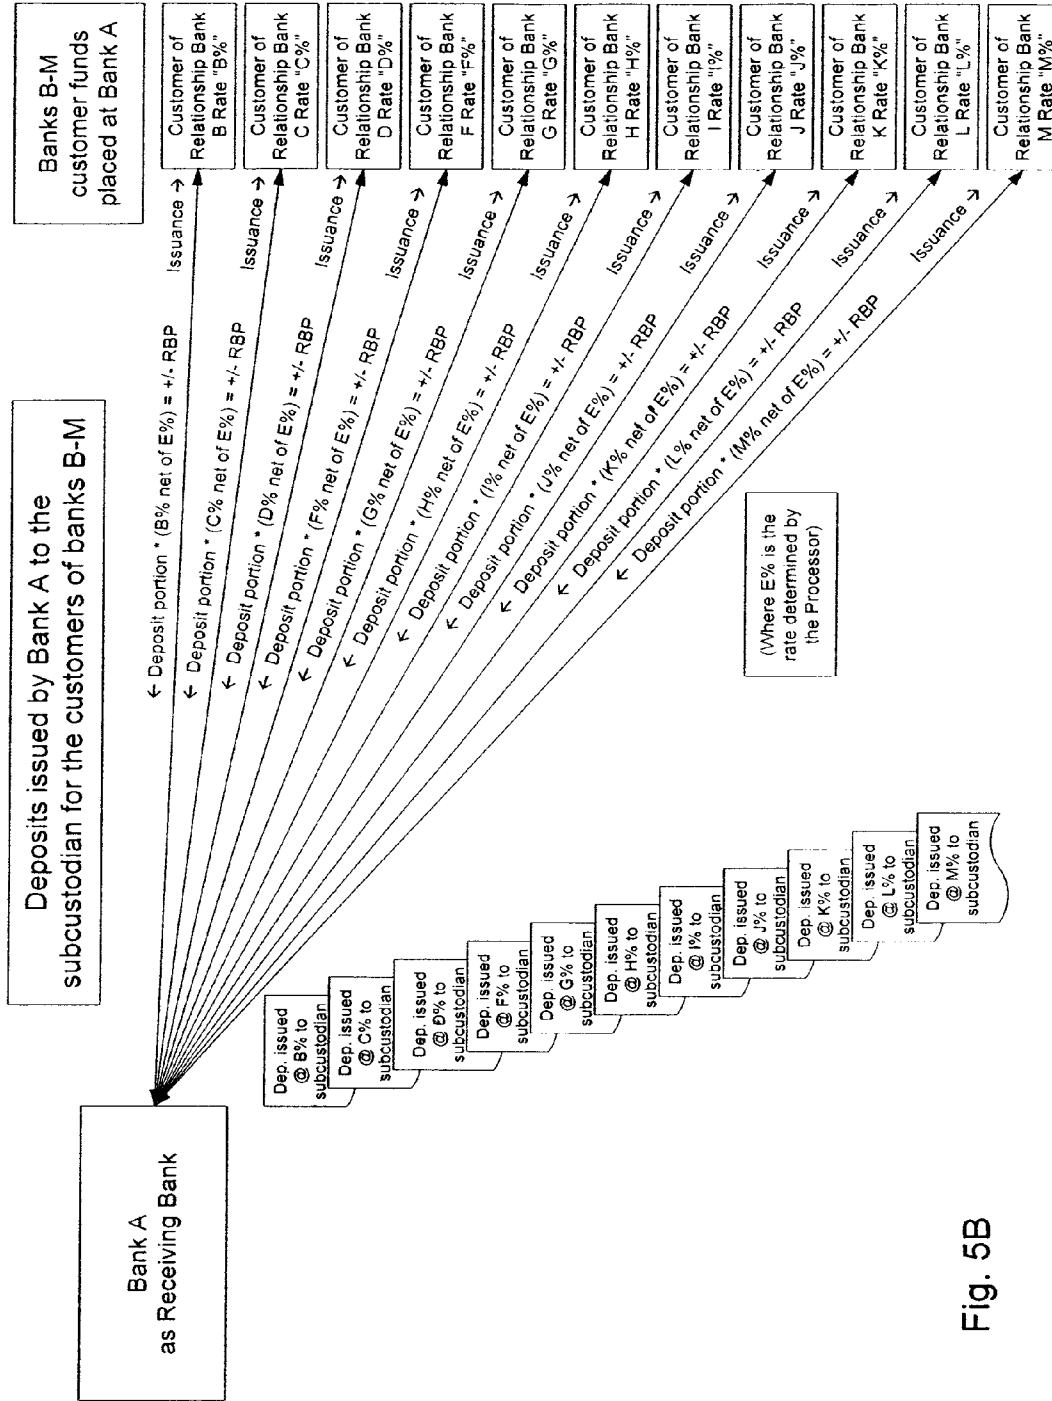 Deposits issued by Bank A to the
subcustodian for the customers of banks B-M
Banks B-M
customer funds
placed at Bank A
Bank A
as Receiving Bank
← Deposit portion * (B% net of E%) = +/- RBP
Issuance →
Customer of
Relationship Bank
B Rate "B%"
← Deposit portion * (C% net of E%) = +/- RBP
Issuance →
Customer of
Relationship Bank
C Rate "C%"
← Deposit portion * (D% net of E%) = +/- RBP
Issuance →
Customer of
Relationship Bank
D Rate "D%"
← Deposit portion * (F% net of E%) = +/- RBP
Issuance →
Customer of
Relationship Bank
F Rate "F%"
← Deposit portion * (G% net of E%) = +/- RBP
Issuance →
Customer of
Relationship Bank
G Rate "G%"
← Deposit portion * (H% net of E%) = +/- RBP
Issuance →
Customer of
Relationship Bank
H Rate "H%"
← Deposit portion * (I% net of E%) = +/- RBP
Issuance →
Customer of
Relationship Bank
I Rate "I%"
← Deposit portion * (J% net of E%) = +/- RBP
Issuance →
Customer of
Relationship Bank
J Rate "J%"
← Deposit portion * (K% net of E%) = +/- RBP
Issuance →
Customer of
Relationship Bank
K Rate "K%"
← Deposit portion * (L% net of E%) = +/- RBP
Issuance →
Customer of
Relationship Bank
L Rate "L%"
← Deposit portion * (M% net of E%) = +/- RBP
Issuance →
Customer of
Relationship Bank
M Rate "M%"
Dep. issued
@ B% to
subcustodian
Dep. issued
@ C% to
subcustodian
Dep. issued
@ D% to
subcustodian
Dep. issued
@ F% to
subcustodian
Dep. issued
@ G% to
subcustodian
Dep. issued
@ H% to
subcustodian
Dep. issued
@ I% to
subcustodian
Dep. issued
@ J% to
subcustodian
Dep. issued
@ K% to
subcustodian
Dep. issued
@ L% to
subcustodian
Dep. issued
@ M% to
subcustodian
(Where E% is the
rate determined by
the Processor)
Fig. 5B